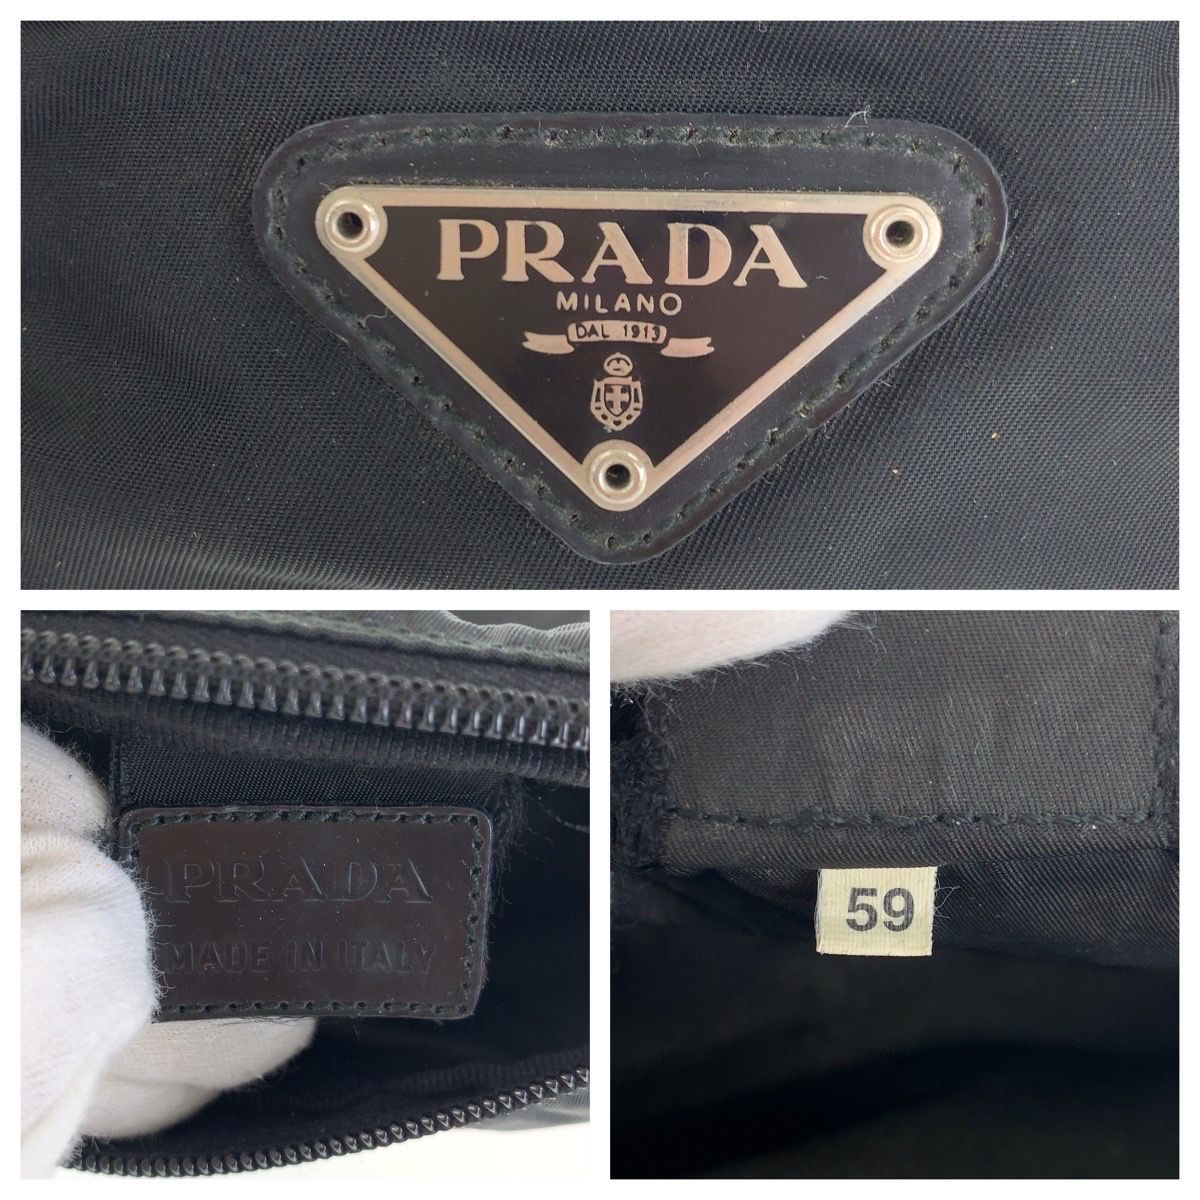 PRADA
MILANO
DAL 1913
PRADA
MADE IN ITALY
59